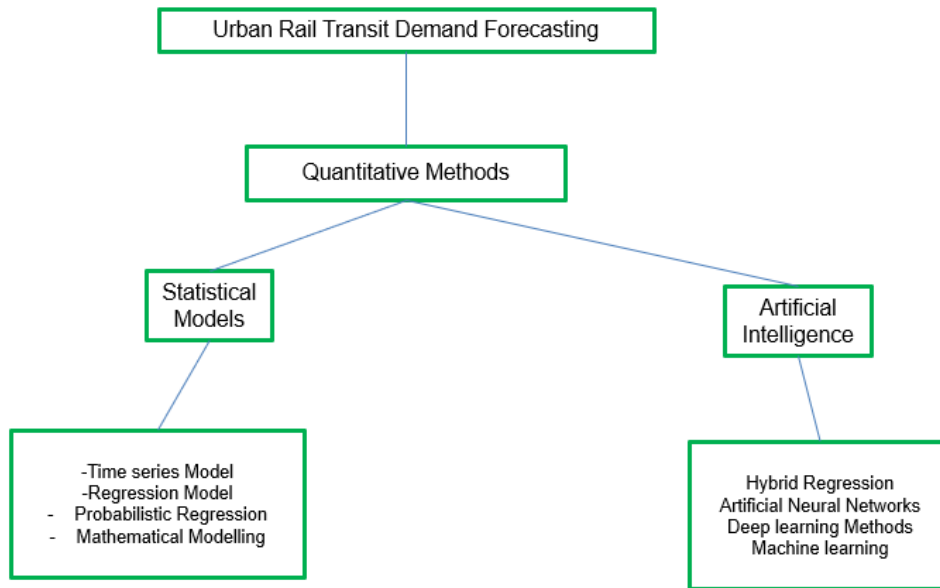 Urban Rail Transit Demand Forecasting
Quantitative Methods
Statistical
Models
Artificial
Intelligence
-Time series Model
-Regression Model
- Probabilistic Regression
- Mathematical Modelling
Hybrid Regression
Artificial Neural Networks
Deep learning Methods
Machine learning